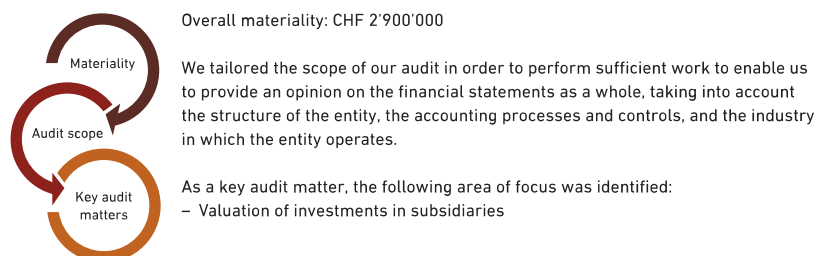 Materiality
Audit scope
Key audit
matters
Overall materiality: CHF 2’900’000
We tailored the scope of our audit in order to perform sufficient work to enable us
to provide an opinion on the financial statements as a whole, taking into account
the structure of the entity, the accounting processes and controls, and the industry
in which the entity operates.
As a key audit matter, the following area of focus was identified:
– Valuation of investments in subsidiaries